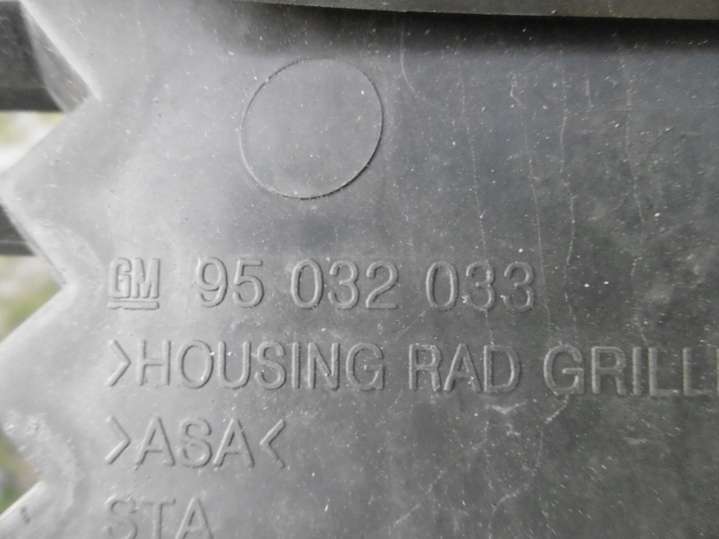 GM 95 032 033
>HOUSING RAD GRILL
>ASA<
STA